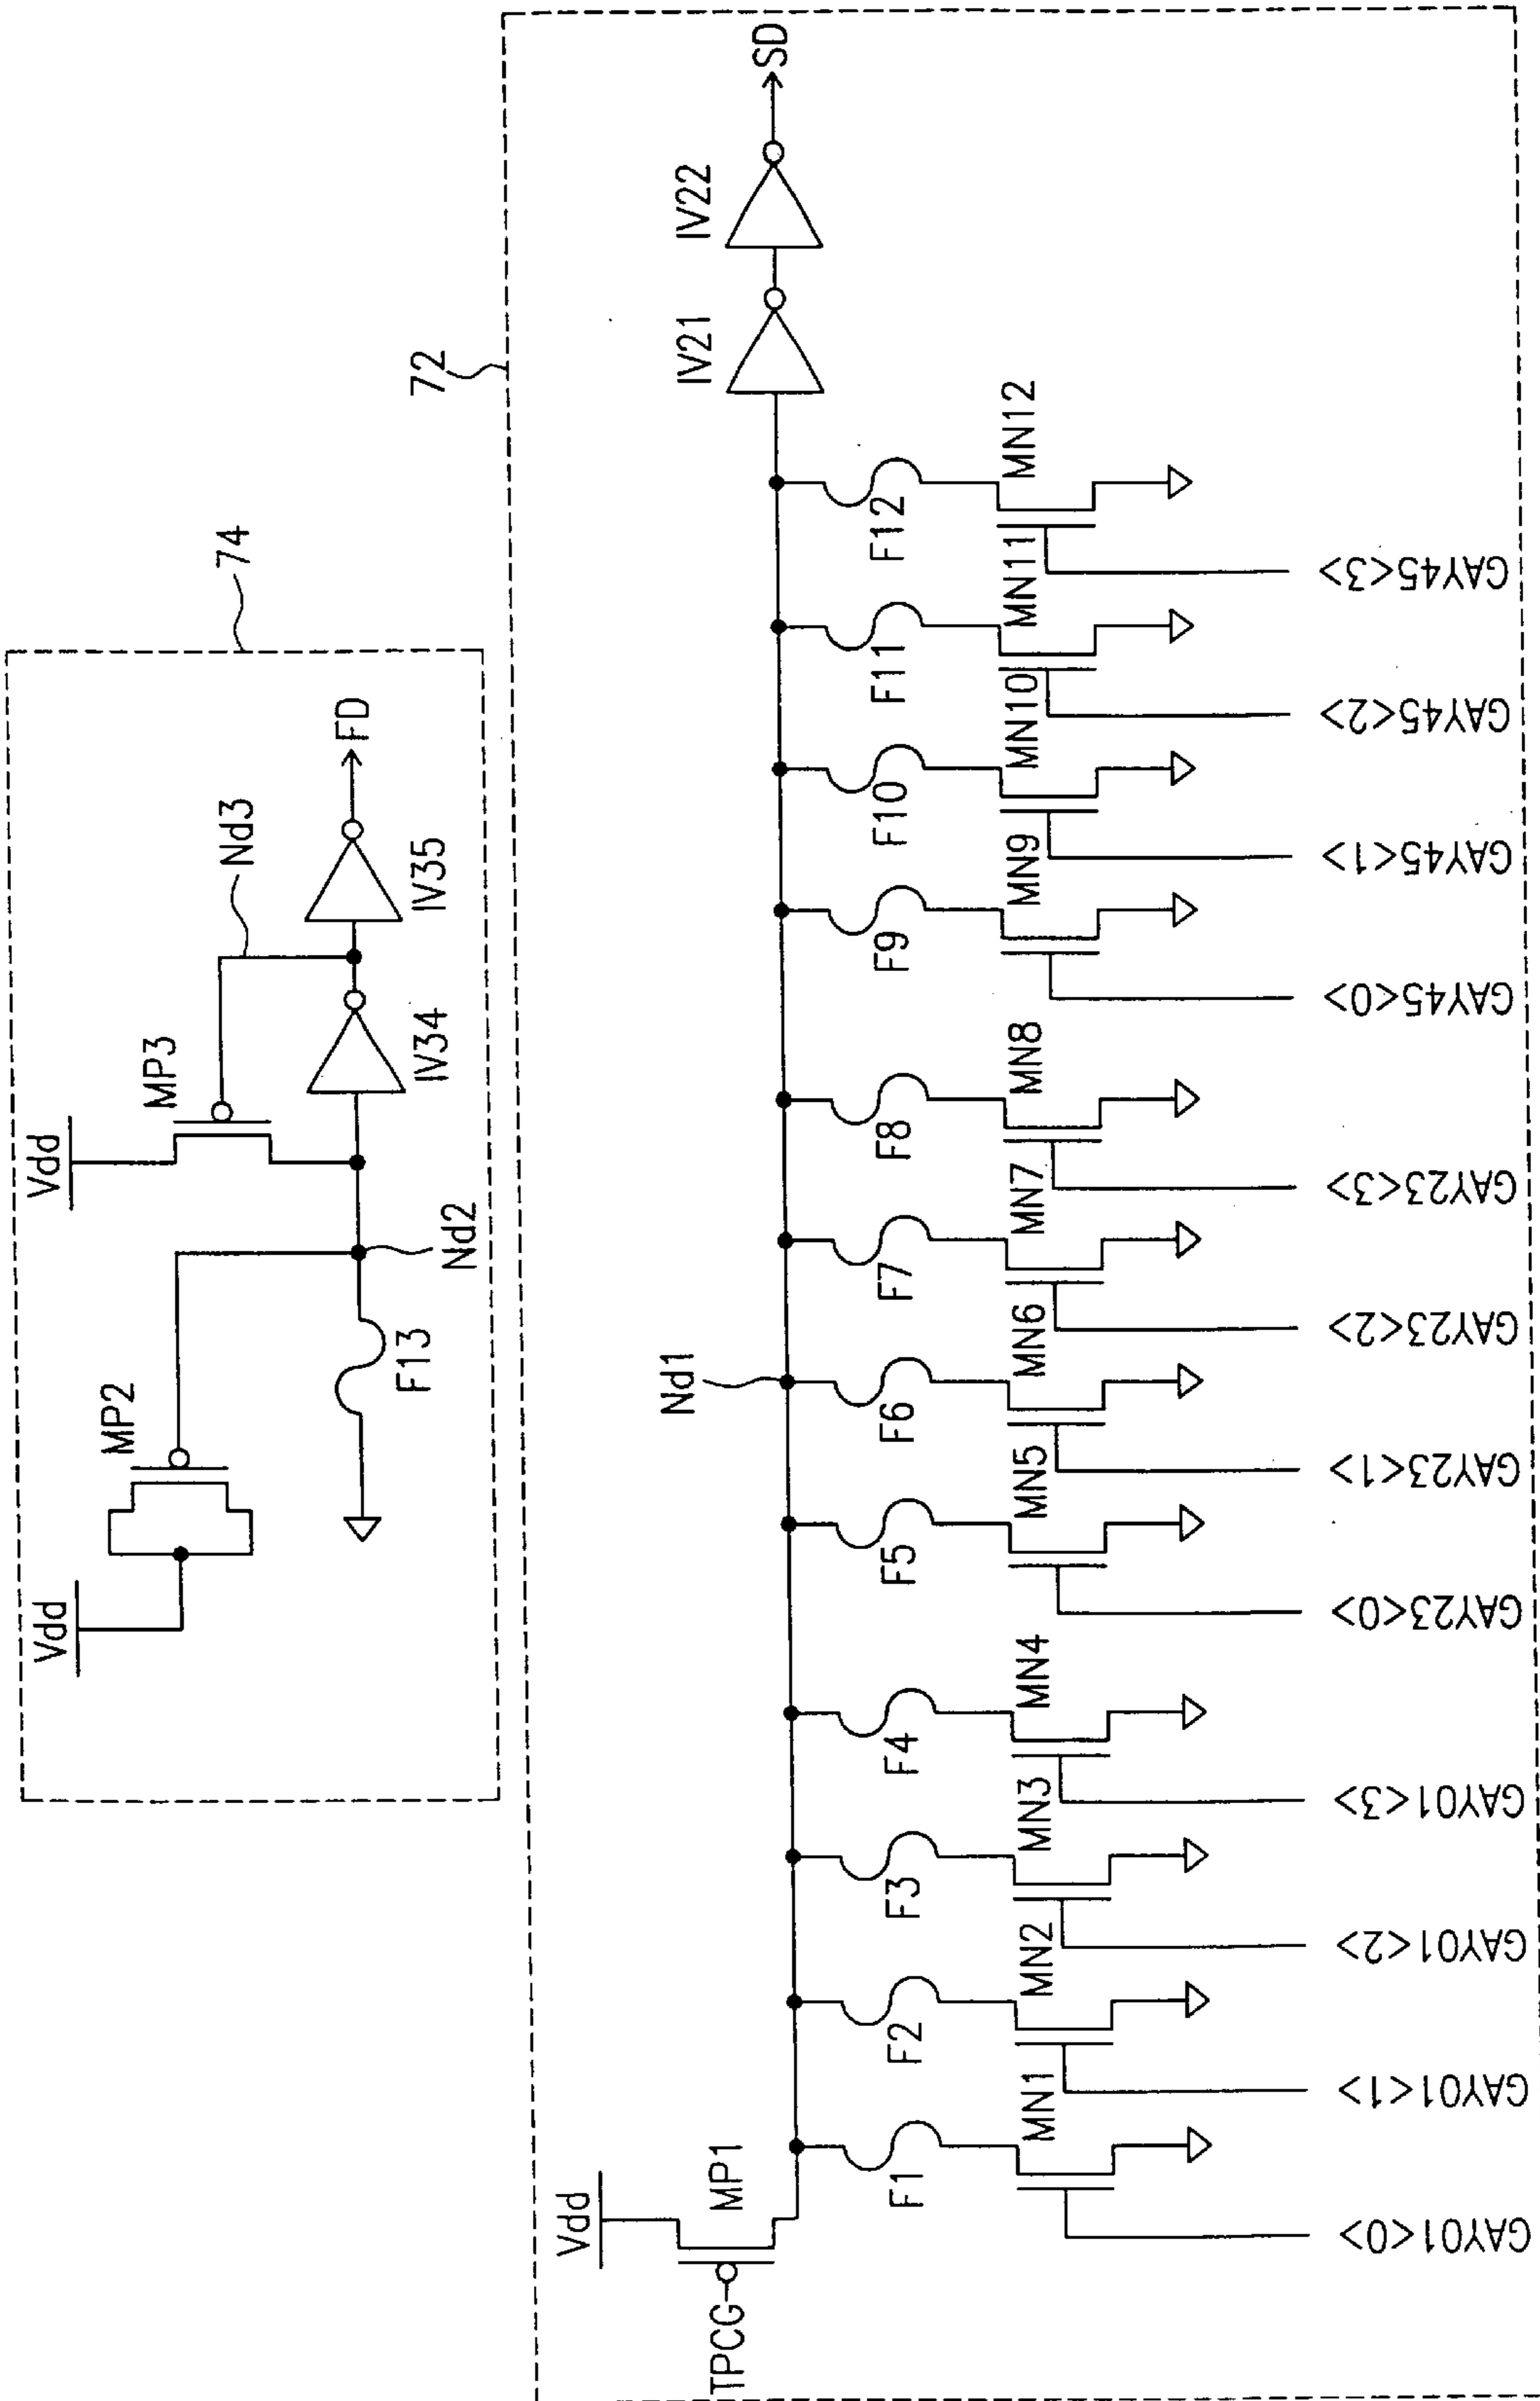 74
Vdd
MP2
F13
Nd2
Vdd
MP3
IV34
Nd3
IV35
FD
72
Vdd
TPCG
MP1
Nd1
IV21
IV22
SD
F1
F2
F3
F4
F5
F6
F7
F8
F9
F10
F11
F12
MN1
MN2
MN3
MN4
MN5
MN6
MN7
MN8
MN9
MN10
MN11
MN12
GAY01<0>
GAY01<1>
GAY01<2>
GAY01<3>
GAY23<0>
GAY23<1>
GAY23<2>
GAY23<3>
GAY45<0>
GAY45<1>
GAY45<2>
GAY45<3>